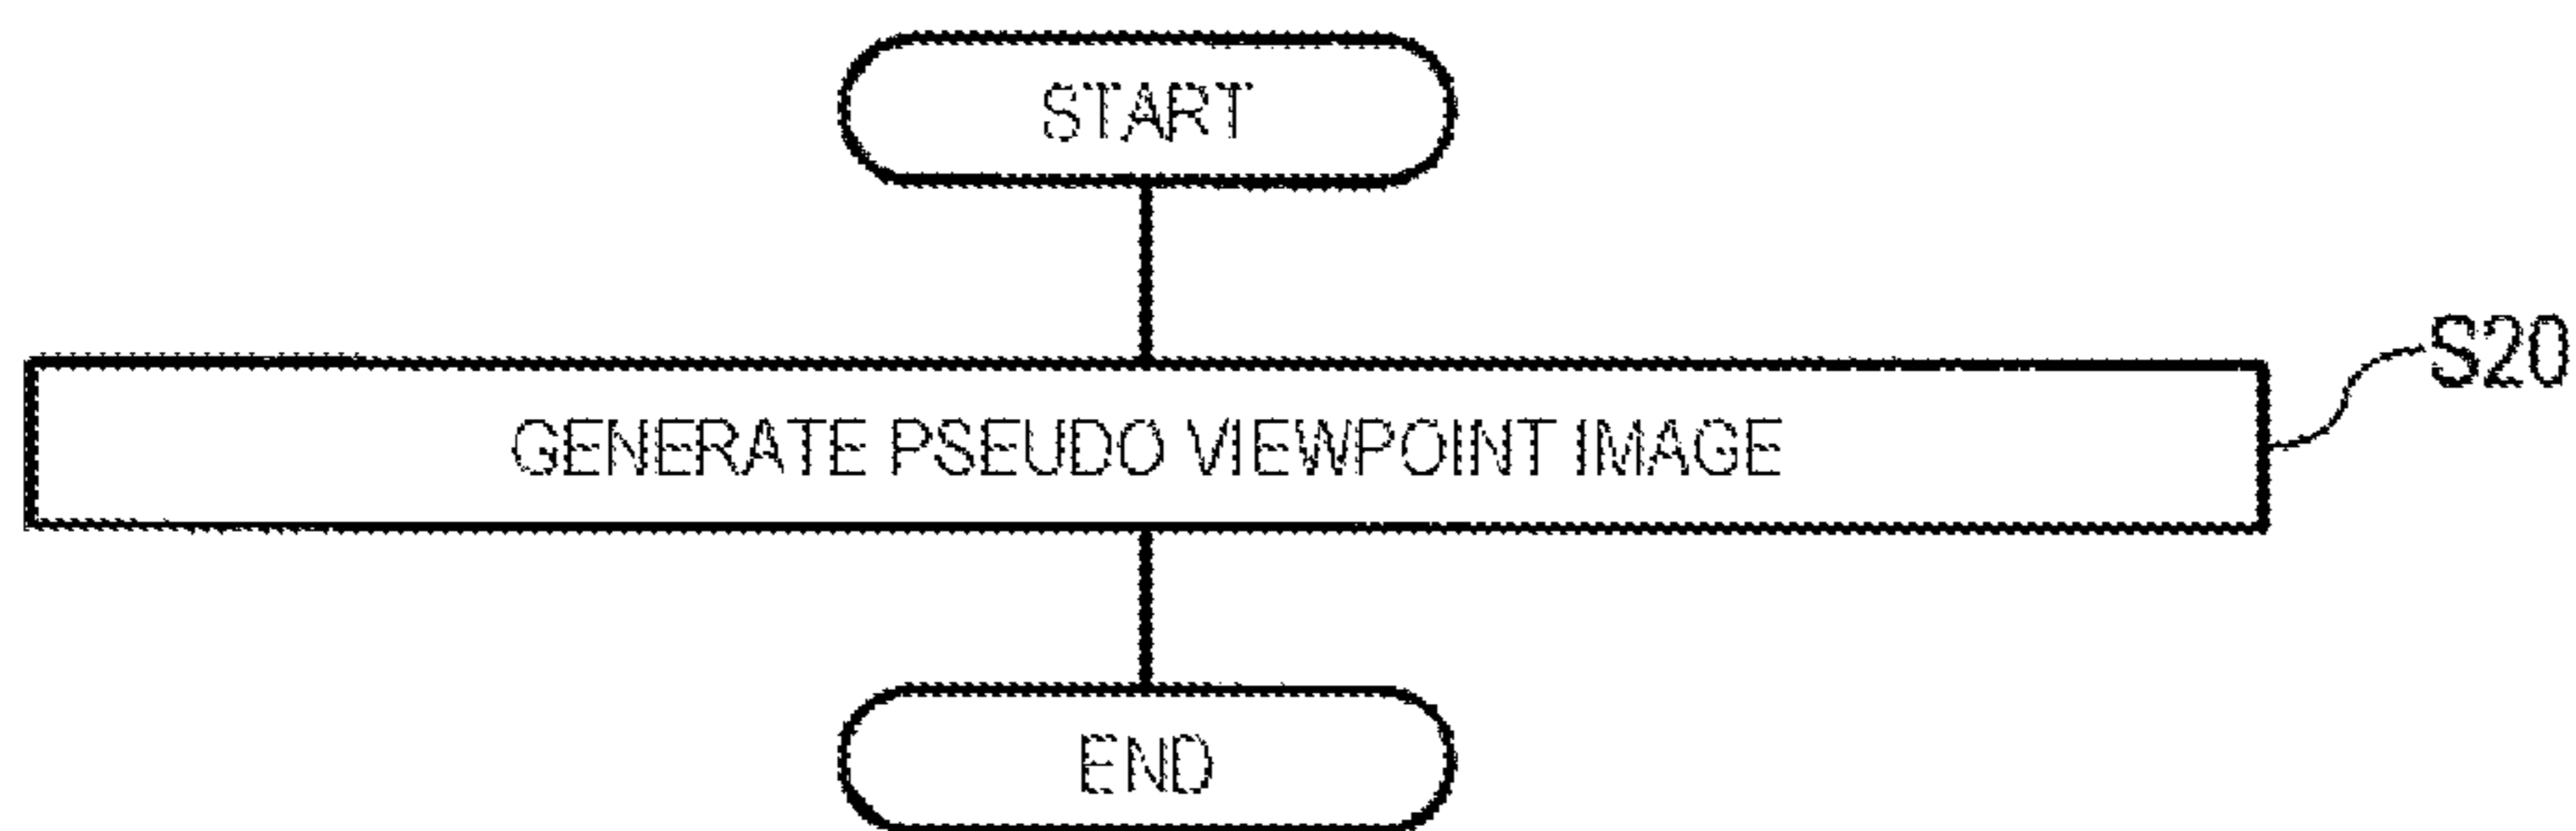 START
GENERATE PSEUDO VIEWPOINT IMAGE
S20
END